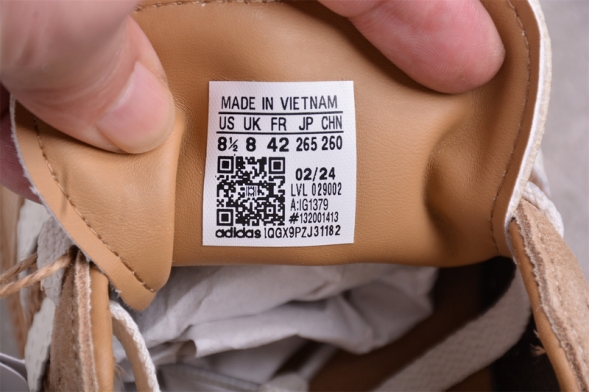 MADE IN VIETNAM
US UK FR JP CHN
8½ 8 42 265 260
02/24
LVL 029002
A:IG1379
#132001413
adidas 1QGX9PZJ31182